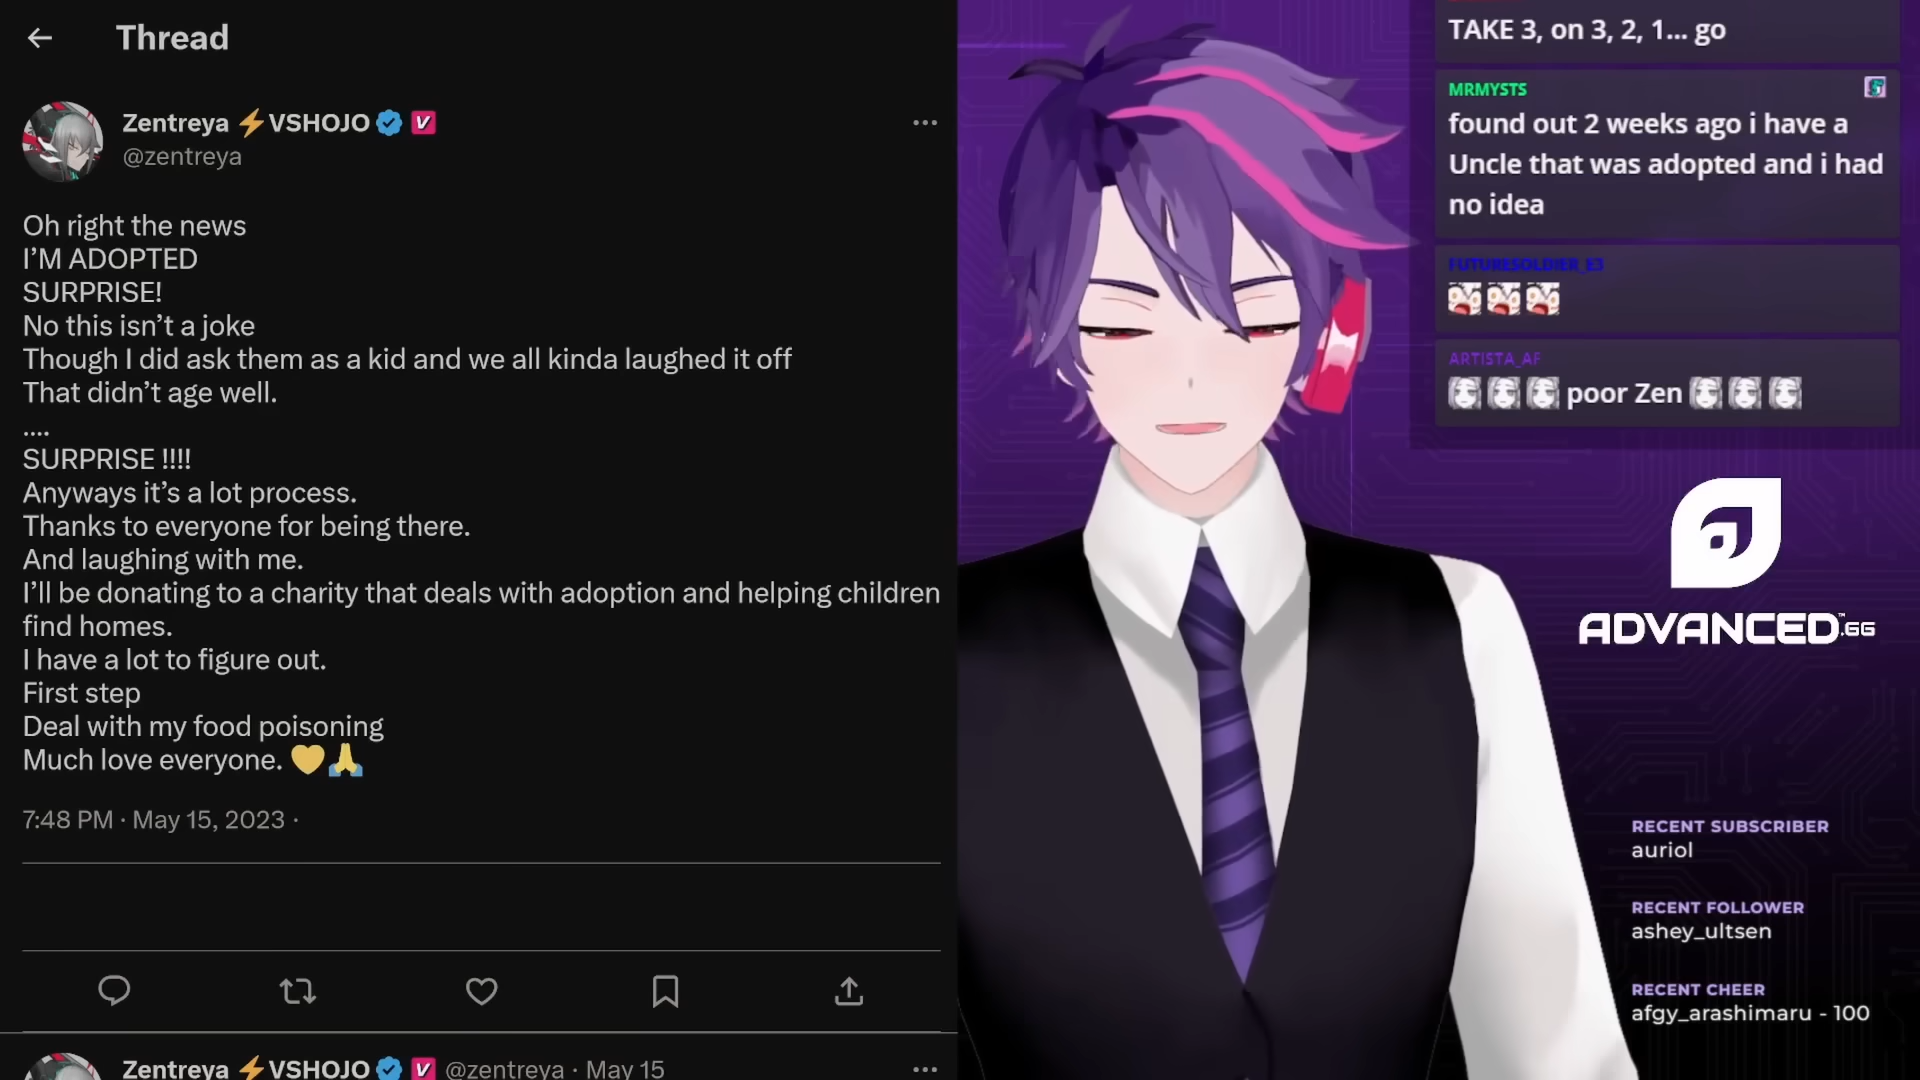 Thread
Zentreya ⚡VSHOJO
@zentreya
Oh right the news
I'M ADOPTED
SURPRISE!
No this isn't a joke
Though I did ask them as a kid and we all kinda laughed it off
That didn't age well.
....
SURPRISE !!!!
Anyways it's a lot process.
Thanks to everyone for being there.
And laughing with me.
I'll be donating to a charity that deals with adoption and helping children
find homes.
I have a lot to figure out.
First step
Deal with my food poisoning
Much love everyone. 💛🙏
7:48 PM · May 15, 2023 ·
Zentreya ⚡VSHOJO @zentreya · May 15
TAKE 3, on 3, 2, 1... go
MRMYSTS
found out 2 weeks ago i have a
Uncle that was adopted and i had
no idea
FUTURESOLDIER_E3
ARTISTA_AF
poor Zen
ADVANCED™.GG
RECENT SUBSCRIBER
auriol
RECENT FOLLOWER
ashey_ultsen
RECENT CHEER
afgy_arashimaru - 100